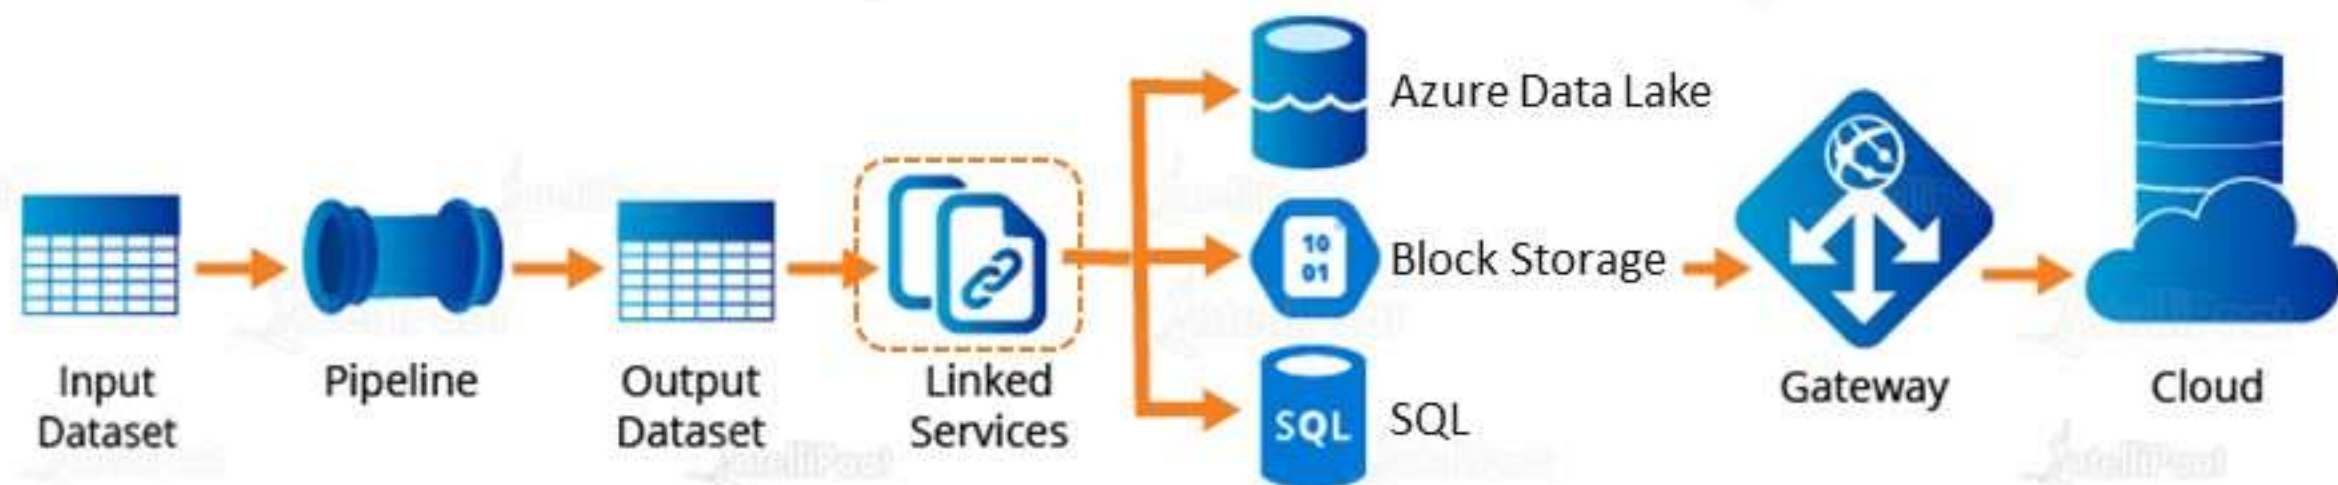 Input
Dataset
Pipeline
Output
Dataset
Linked
Services
Azure Data Lake
10
01
Block Storage
SQL
SQL
Gateway
Cloud